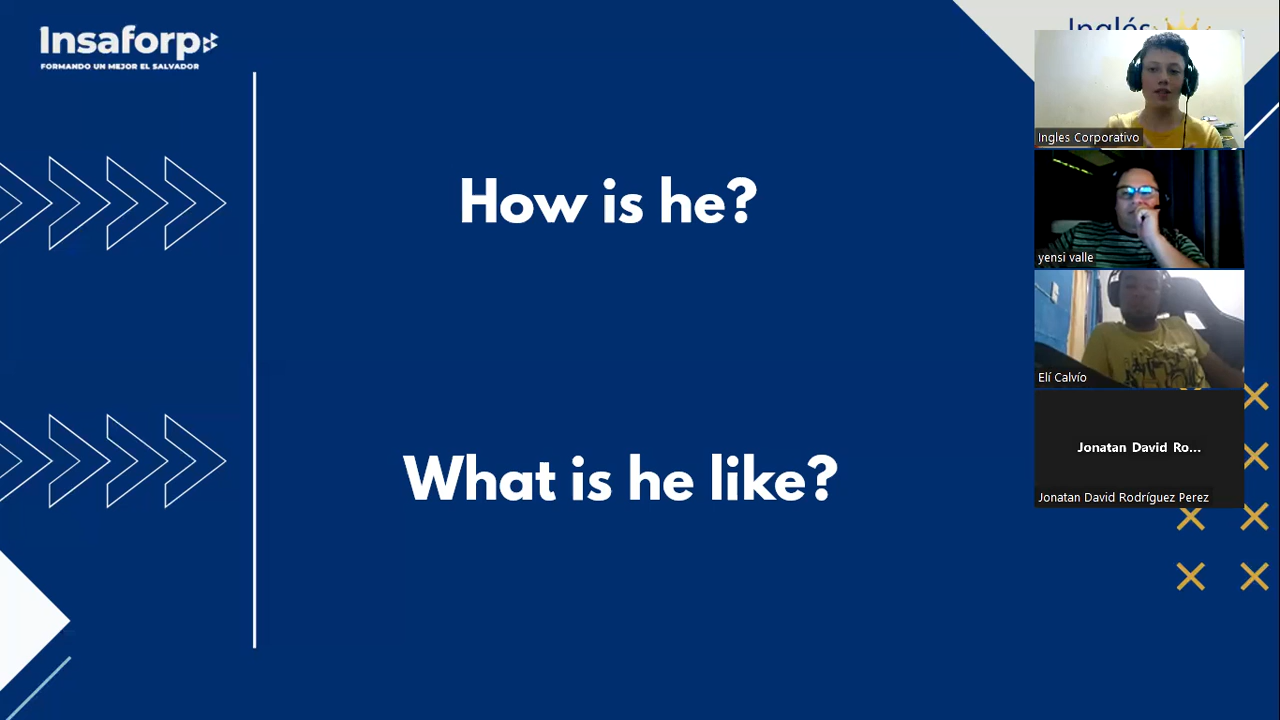 Insaforp
FORMANDO UN MEJOR EL SALVADOR
Inglés
How is he?
What is he like?
Ingles Corporativo
yensi valle
Elí Calvío
Jonatan David Ro...
Jonatan David Rodríguez Perez